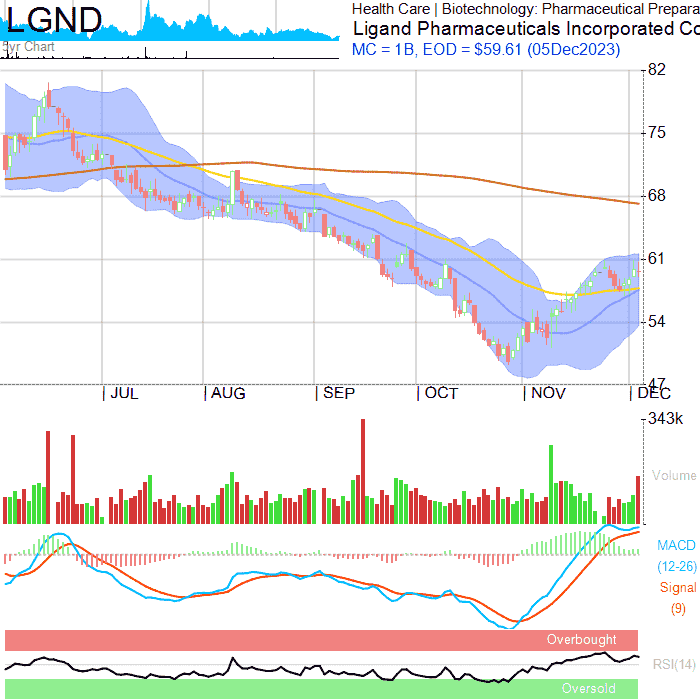 LGND
5yr Chart
Health Care | Biotechnology: Pharmaceutical Prepara
Ligand Pharmaceuticals Incorporated Co
MC = 1B, EOD = $59.61 (05Dec2023)
82
75
68
61
54
47
JUL
AUG
SEP
OCT
NOV
DEC
343k
Volume
MACD
(12-26)
Signal
(9)
Overbought
RSI(14)
Oversold